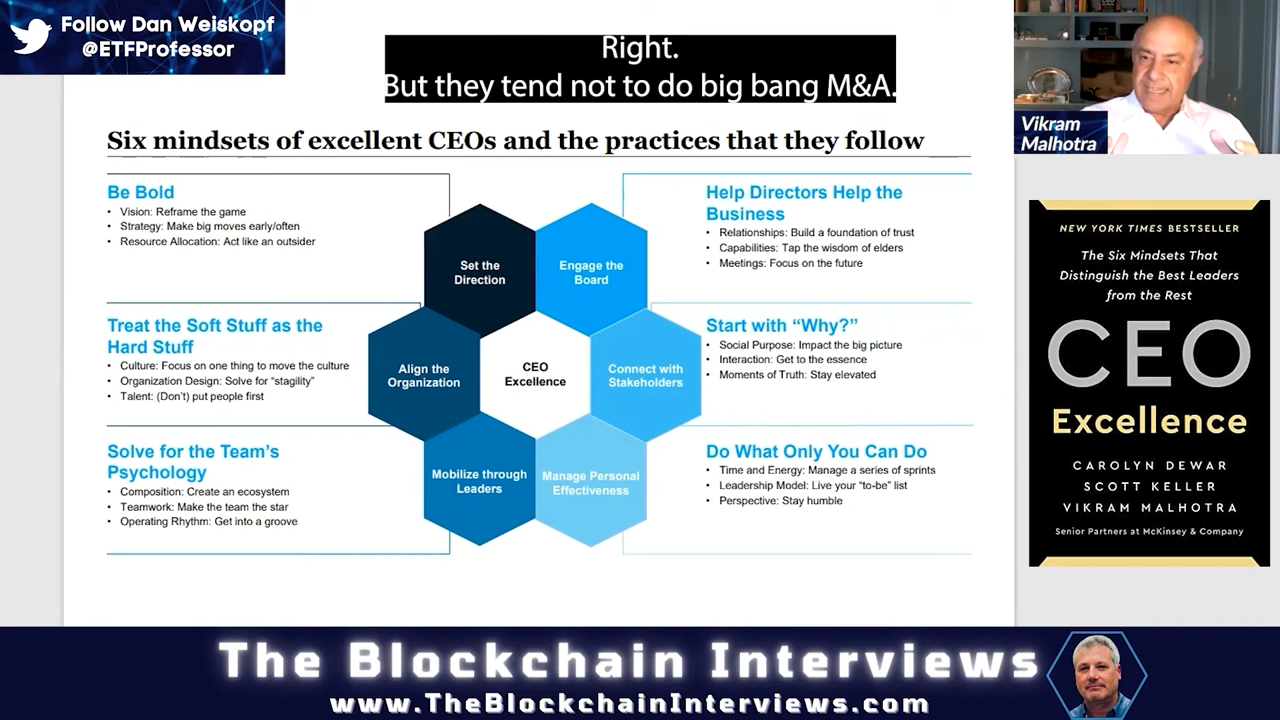 Follow Dan Weiskopf
@ETFProfessor
Right.
But they tend not to do big bang M&A.
Vikram
Malhotra
Six mindsets of excellent CEOs and the practices that they follow
Be Bold
• Vision: Reframe the game
• Strategy: Make big moves early/often
• Resource Allocation: Act like an outsider
Treat the Soft Stuff as the
Hard Stuff
• Culture: Focus on one thing to move the culture
• Organization Design: Solve for “stagility”
• Talent: (Don’t) put people first
Solve for the Team’s
Psychology
• Composition: Create an ecosystem
• Teamwork: Make the team the star
• Operating Rhythm: Get into a groove
Set the
Direction
Engage the
Board
Align the
Organization
CEO
Excellence
Connect with
Stakeholders
Mobilize through
Leaders
Manage Personal
Effectiveness
Help Directors Help the
Business
• Relationships: Build a foundation of trust
• Capabilities: Tap the wisdom of elders
• Meetings: Focus on the future
Start with “Why?”
• Social Purpose: Impact the big picture
• Interaction: Get to the essence
• Moments of Truth: Stay elevated
Do What Only You Can Do
• Time and Energy: Manage a series of sprints
• Leadership Model: Live your “to-be” list
• Perspective: Stay humble
NEW YORK TIMES BESTSELLER
The Six Mindsets That
Distinguish the Best Leaders
from the Rest
CEO
Excellence
CAROLYN DEWAR
SCOTT KELLER
VIKRAM MALHOTRA
Senior Partners at McKinsey & Company
The Blockchain Interviews
www.TheBlockchainInterviews.com